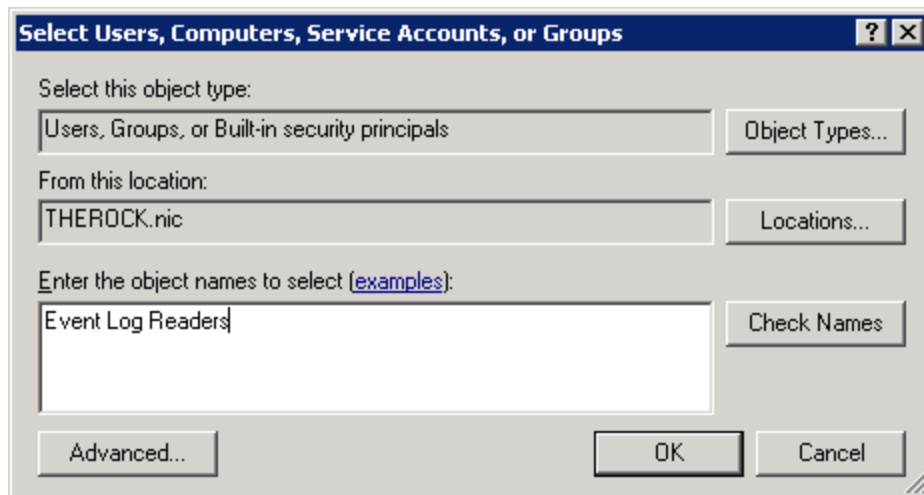 Select Users, Computers, Service Accounts, or Groups
Select this object type:
Users, Groups, or Built-in security principals
Object Types...
From this location:
THEROCK.nic
Locations...
Enter the object names to select (examples):
Event Log Readers
Check Names
Advanced...
OK
Cancel